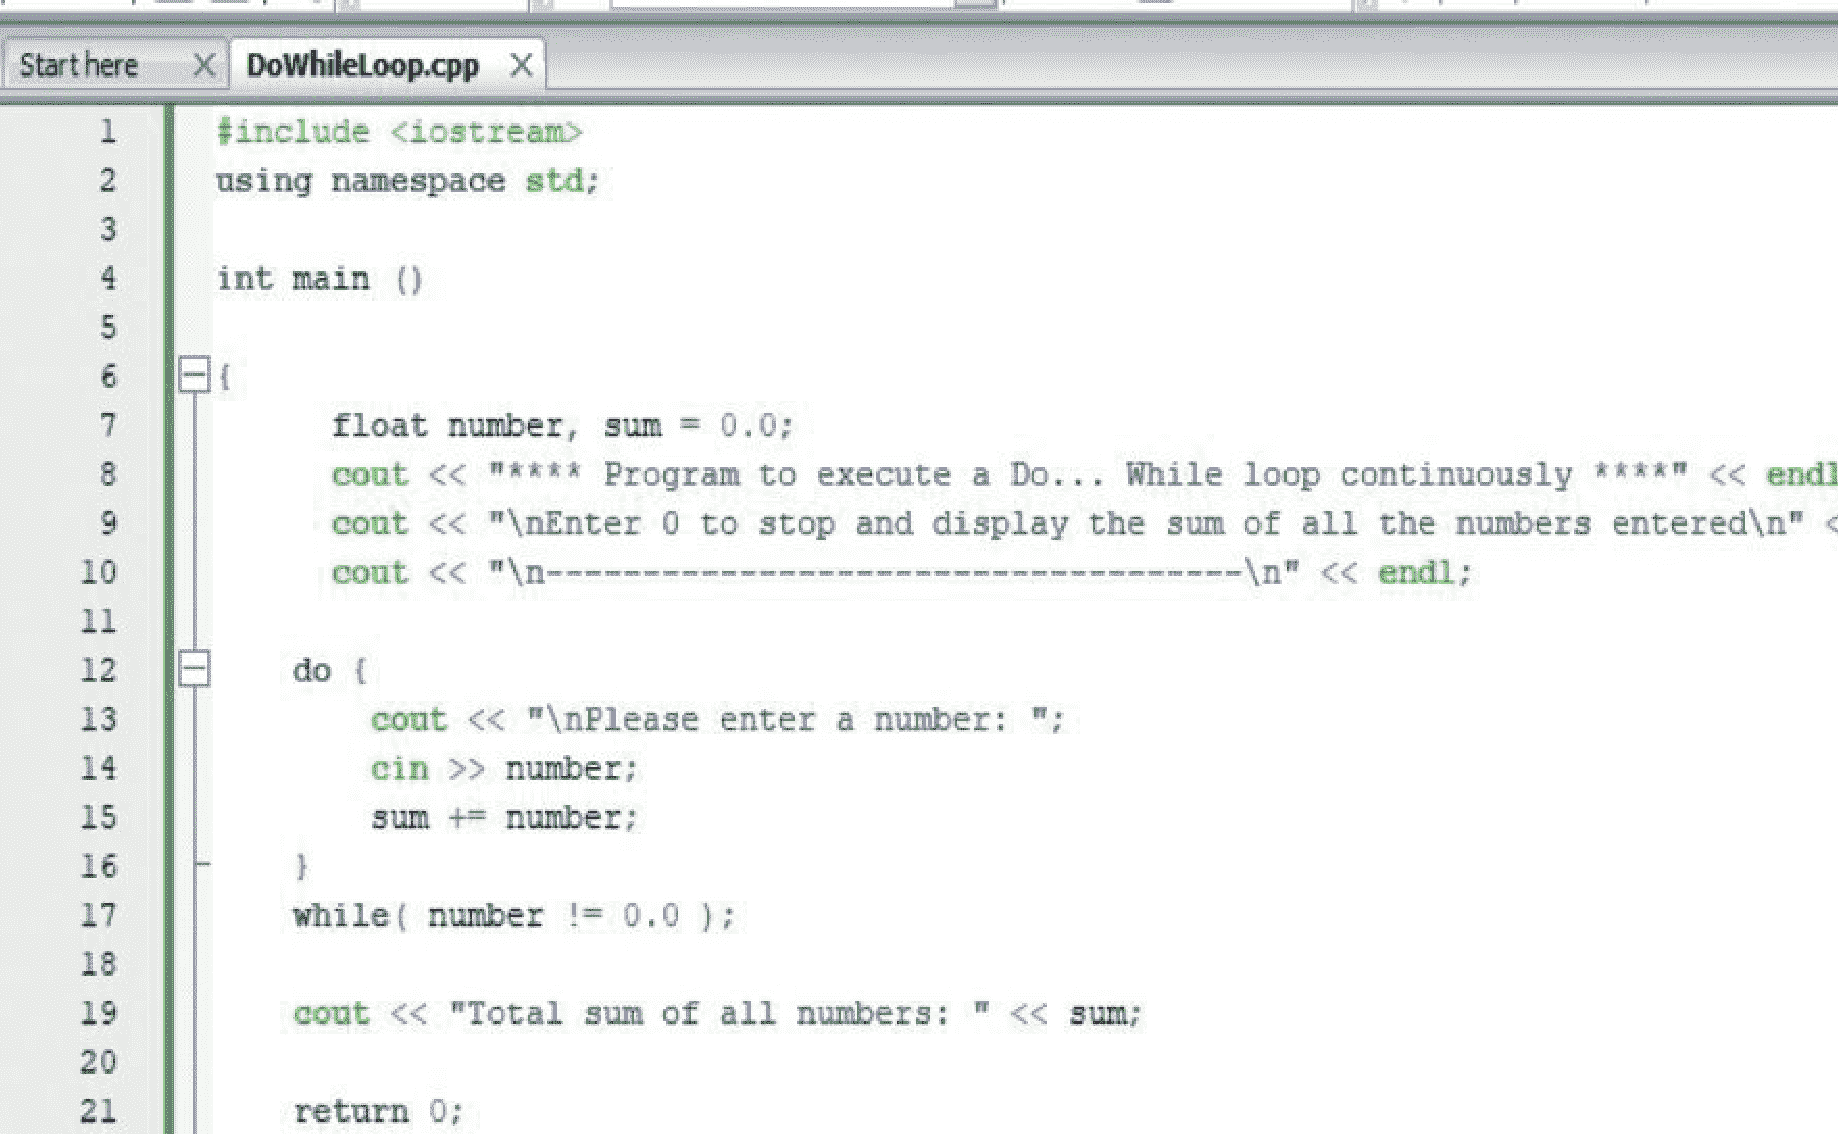 Start here
DoWhileLoop.cpp
1 #include <iostream>
2 using namespace std;
3
4 int main ()
5
6 {
7 float number, sum = 0.0;
8 cout << "**** Program to execute a Do... While loop continuously ****" << endl
9 cout << "\nEnter 0 to stop and display the sum of all the numbers entered\n" <
10 cout << "\n------------------------------------\n" << endl;
11
12 do {
13 cout << "\nPlease enter a number: ";
14 cin >> number;
15 sum += number;
16 }
17 while( number != 0.0 );
18
19 cout << "Total sum of all numbers: " << sum;
20
21 return 0;